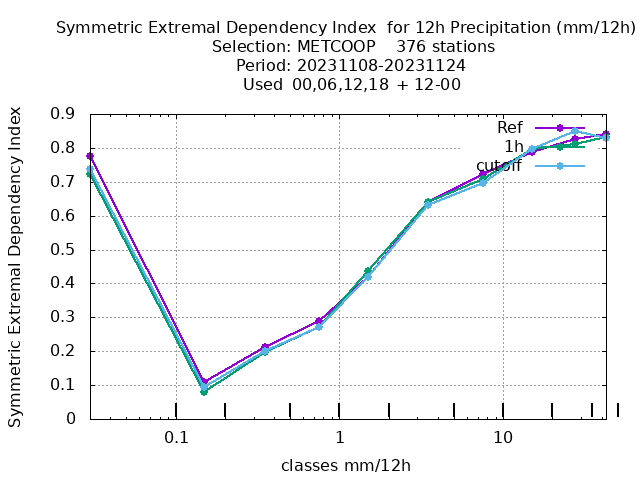 Symmetric Extremal Dependency Index for 12h Precipitation (mm/12h)
Selection: METCOOP 376 stations
Period: 20231108-20231124
Used 00,06,12,18 + 12-00
Symmetric Extremal Dependency Index
0.9
0.8
0.7
0.6
0.5
0.4
0.3
0.2
0.1
0
Ref
1h
cutoff
0.1 1 10
classes mm/12h